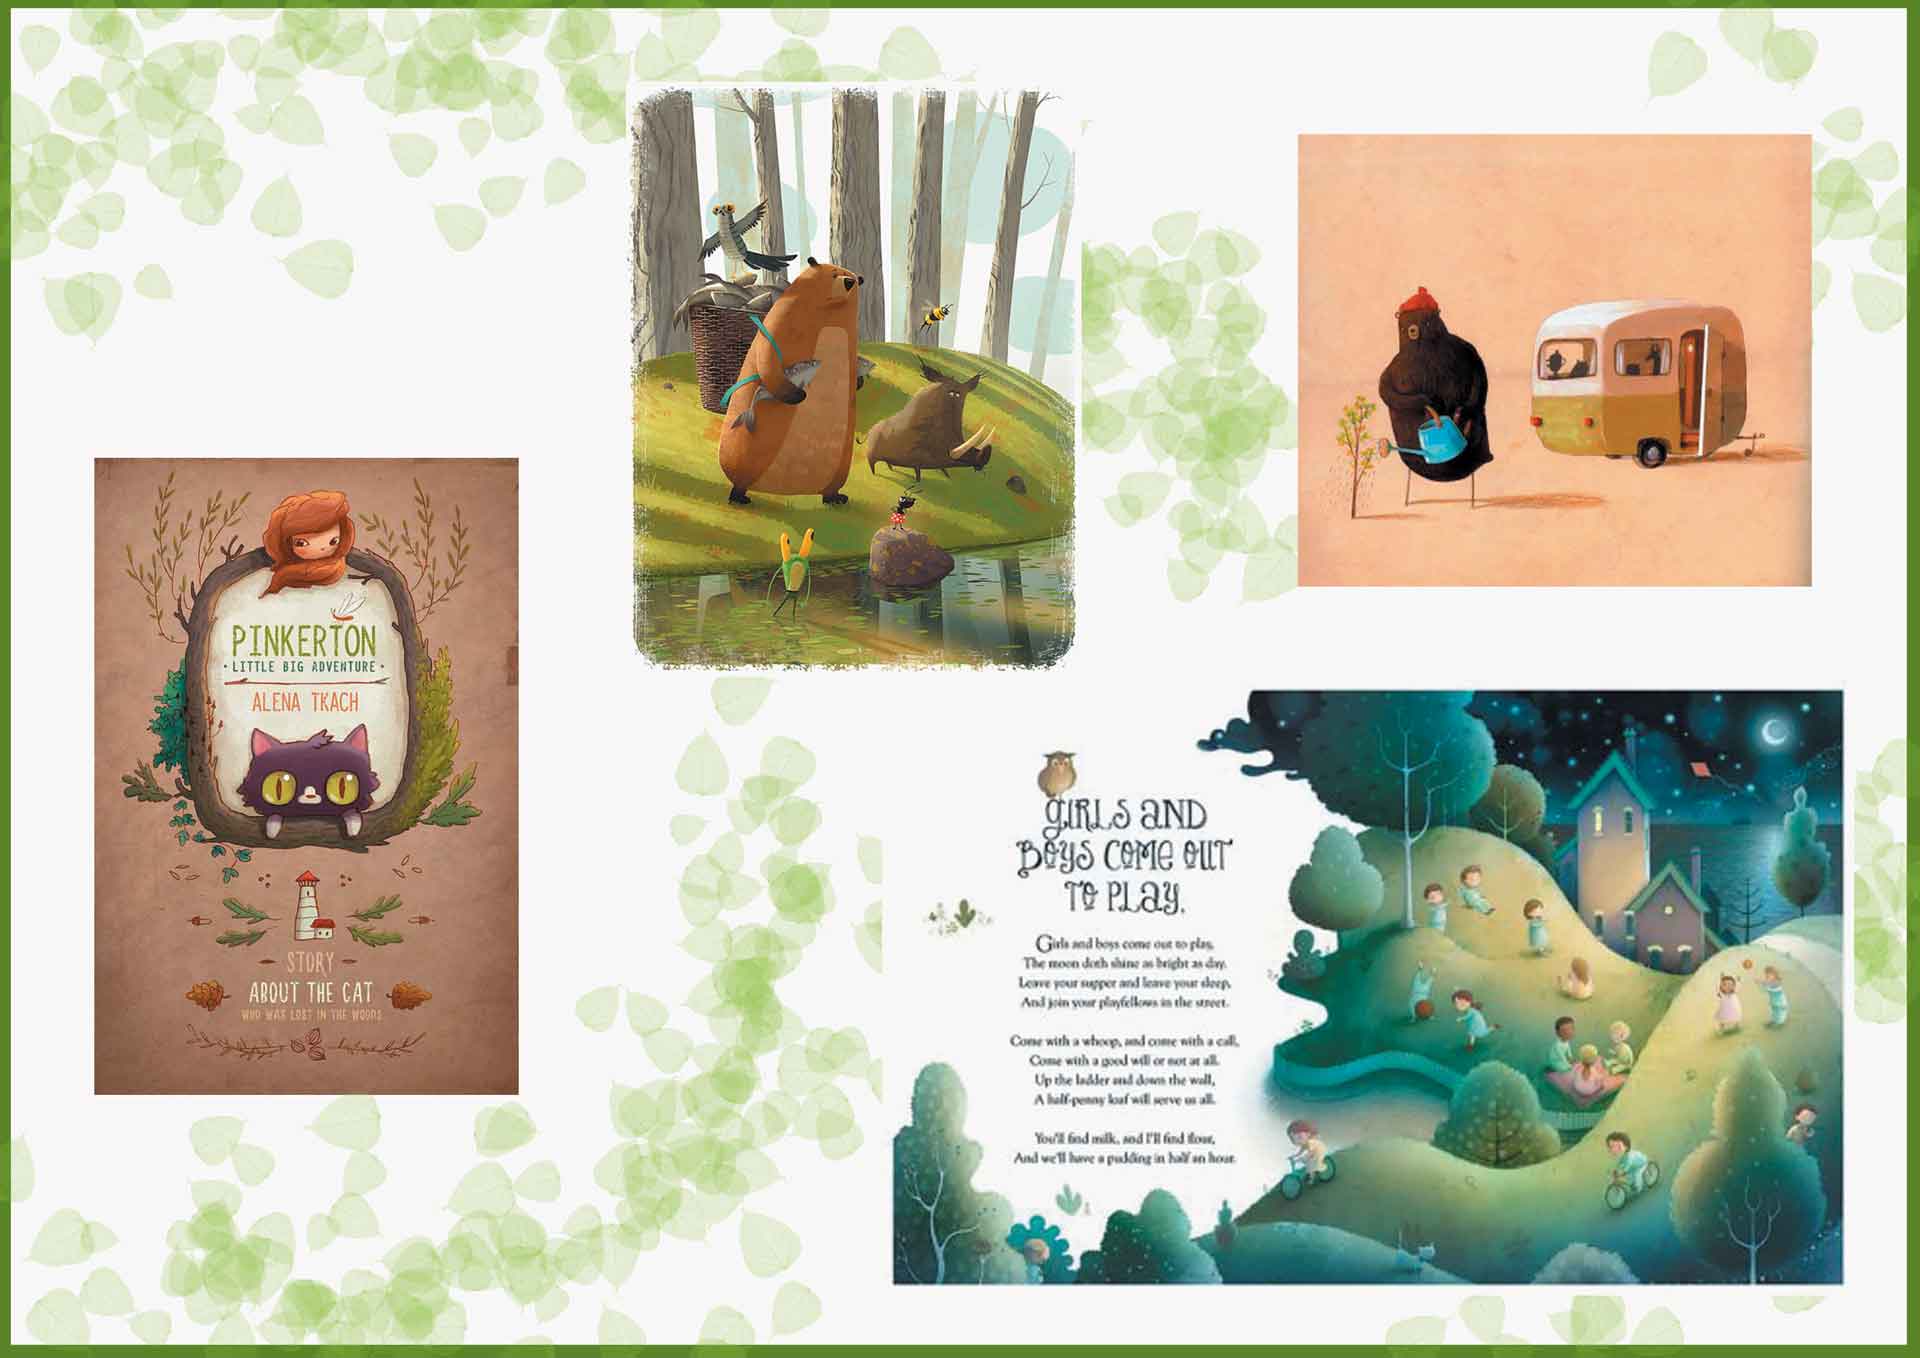 PINKERTON
• LITTLE BIG ADVENTURE •
ALENA TKACH
STORY
ABOUT THE CAT
WHO WAS LOST IN THE WOODS
GIRLS AND
BOYS COME OUT
TO PLAY.
Girls and boys come out to play,
The moon doth shine as bright as day.
Leave your supper and leave your sleep,
And join your playfellows in the street.
Come with a whoop, and come with a call,
Come with a good will or not at all.
Up the ladder and down the wall,
A half-penny loaf will serve us all.
You'll find milk, and I'll find flour,
And we'll have a pudding in half an hour.